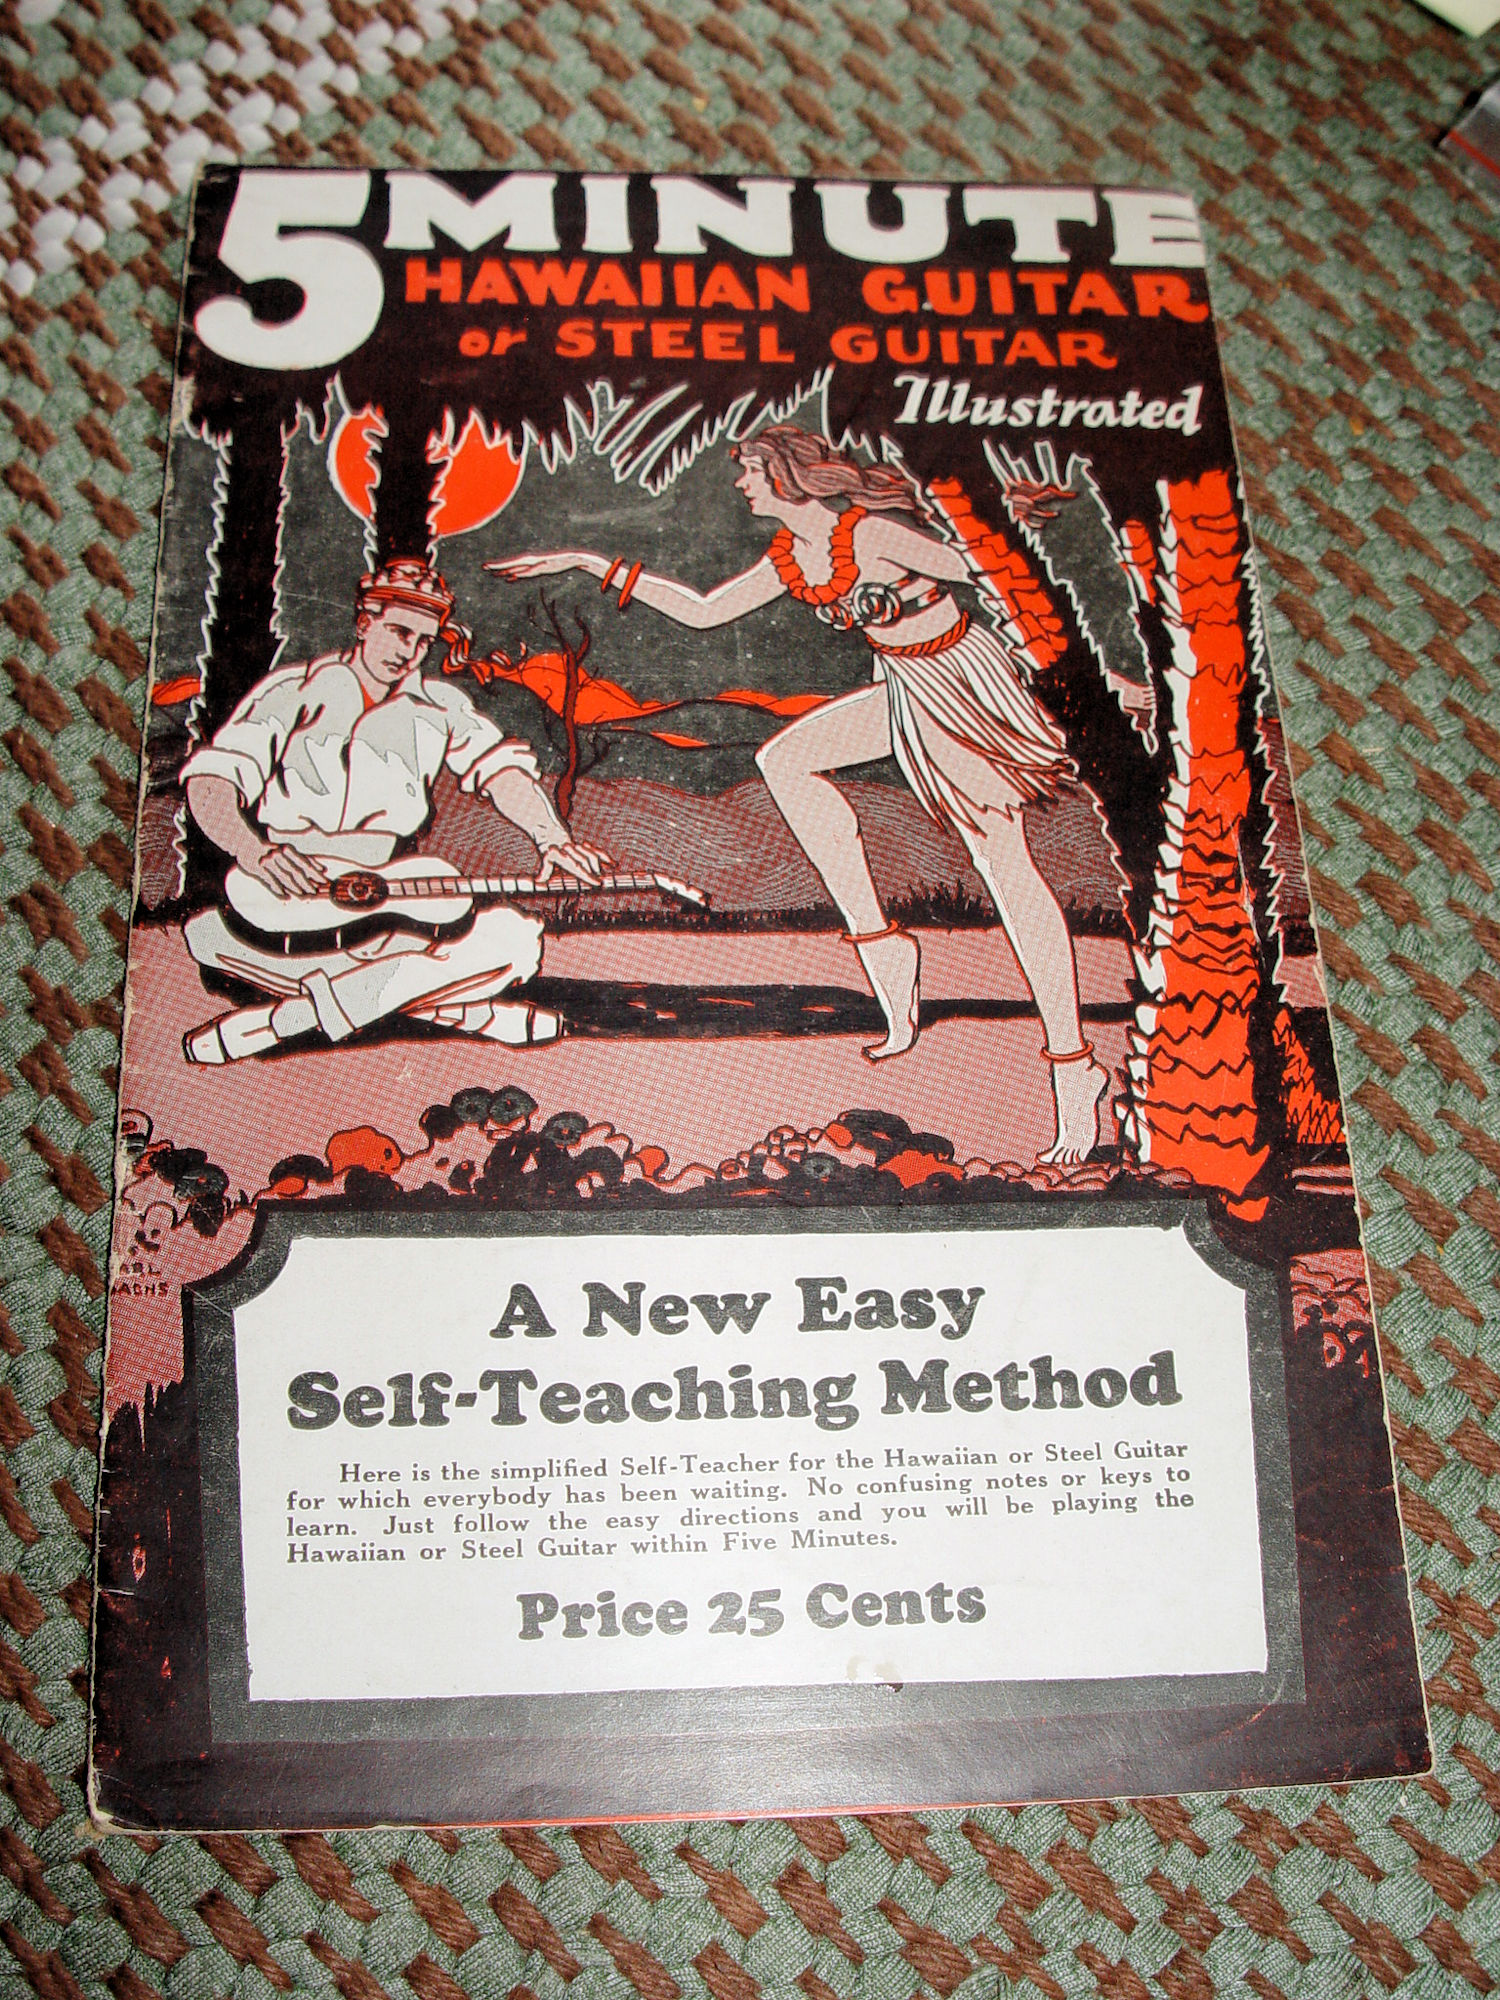 5 MINUTE
HAWAIIAN GUITAR
or STEEL GUITAR
Illustrated
A New Easy
Self-Teaching Method
Here is the simplified Self-Teacher for the Hawaiian or Steel Guitar
for which everybody has been waiting. No confusing notes or keys to
learn. Just follow the easy directions and you will be playing the
Hawaiian or Steel Guitar within Five Minutes.
Price 25 Cents